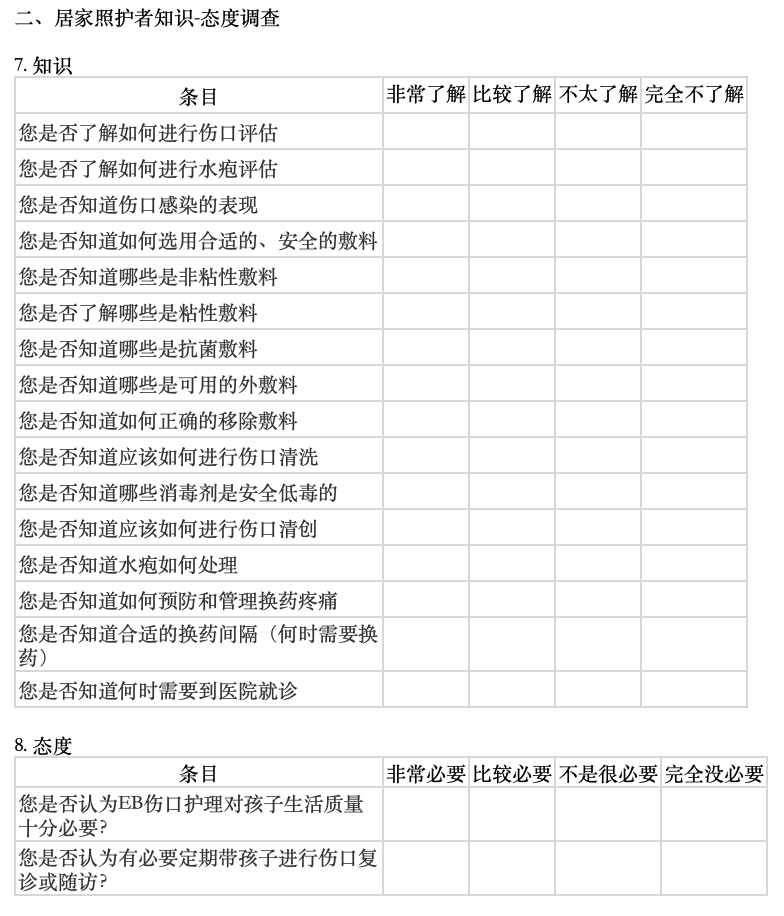 二、居家照护者知识-态度调查
7. 知识
条目 非常了解 比较了解 不太了解 完全不了解
您是否了解如何进行伤口评估
您是否了解如何进行水疱评估
您是否知道伤口感染的表现
您是否知道如何选用合适的、安全的敷料
您是否知道哪些是非粘性敷料
您是否了解哪些是粘性敷料
您是否知道哪些是抗菌敷料
您是否知道哪些是可用的外敷料
您是否知道如何正确的移除敷料
您是否知道应该如何进行伤口清洗
您是否知道哪些消毒剂是安全低毒的
您是否知道应该如何进行伤口清创
您是否知道水疱如何处理
您是否知道如何预防和管理换药疼痛
您是否知道合适的换药间隔（何时需要换
药）
您是否知道何时需要到医院就诊
8. 态度
条目 非常必要 比较必要 不是很必要 完全没必要
您是否认为EB伤口护理对孩子生活质量
十分必要?
您是否认为有必要定期带孩子进行伤口复
诊或随访?